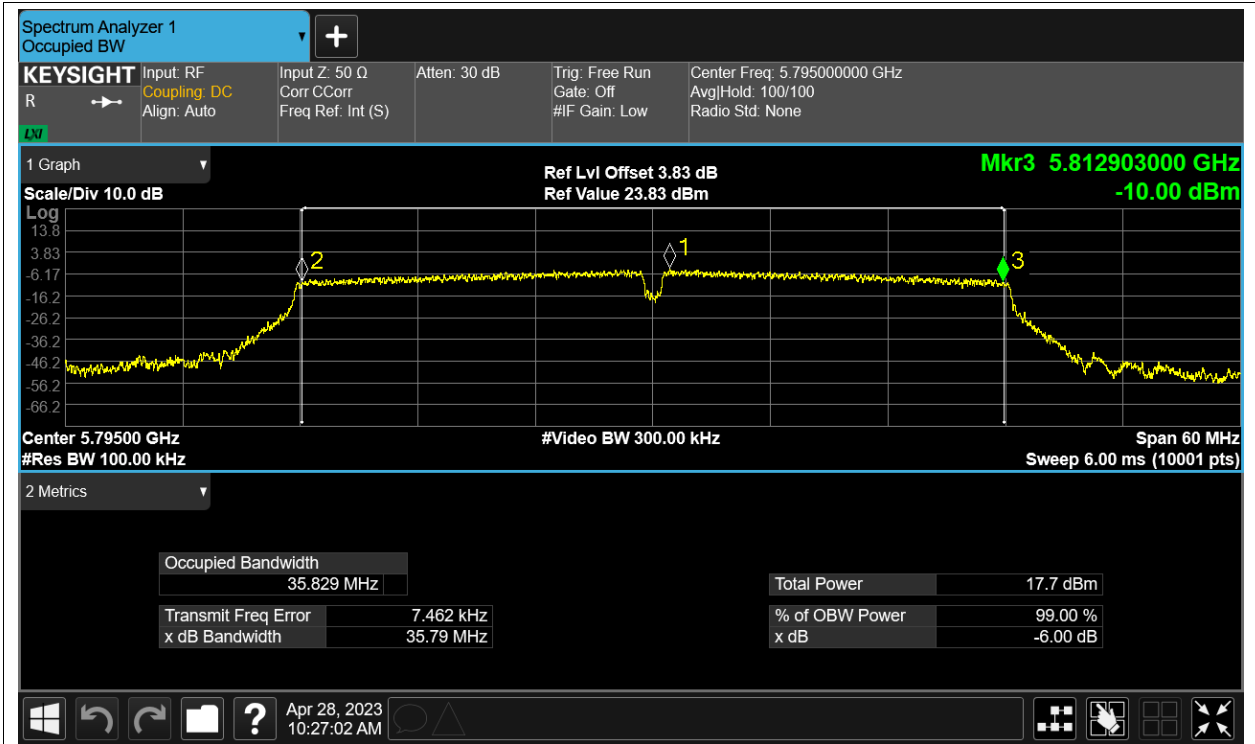 Spectrum Analyzer 1
Occupied BW
KEYSIGHT
R
LXI
Input: RF
Coupling: DC
Align: Auto
Input Z: 50 Ω
Corr CCorr
Freq Ref: Int (S)
Atten: 30 dB
Trig: Free Run
Gate: Off
#IF Gain: Low
Center Freq: 5.795000000 GHz
Avg|Hold: 100/100
Radio Std: None
1 Graph
Scale/Div 10.0 dB
Ref Lvl Offset 3.83 dB
Ref Value 23.83 dBm
Mkr3 5.812903000 GHz
-10.00 dBm
Log
13.8
3.83
-6.17
-16.2
-26.2
-36.2
-46.2
-56.2
-66.2
2
1
3
Center 5.79500 GHz
#Res BW 100.00 kHz
#Video BW 300.00 kHz
Span 60 MHz
Sweep 6.00 ms (10001 pts)
2 Metrics
Occupied Bandwidth
35.829 MHz
Transmit Freq Error 7.462 kHz
x dB Bandwidth 35.79 MHz
Total Power 17.7 dBm
% of OBW Power 99.00 %
x dB -6.00 dB
?
Apr 28, 2023
10:27:02 AM